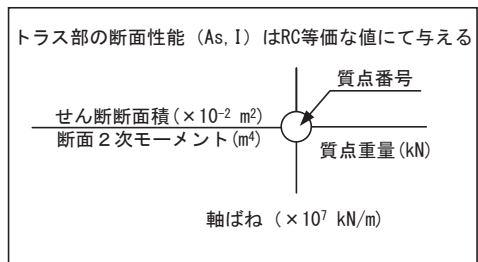 トラス部の断面性能（As,I）はRC等価な値にて与える
質点番号
せん断断面積(×10⁻² m²)
断面２次モーメント(m⁴)
質点重量(kN)
軸ばね（×10⁷ kN/m）